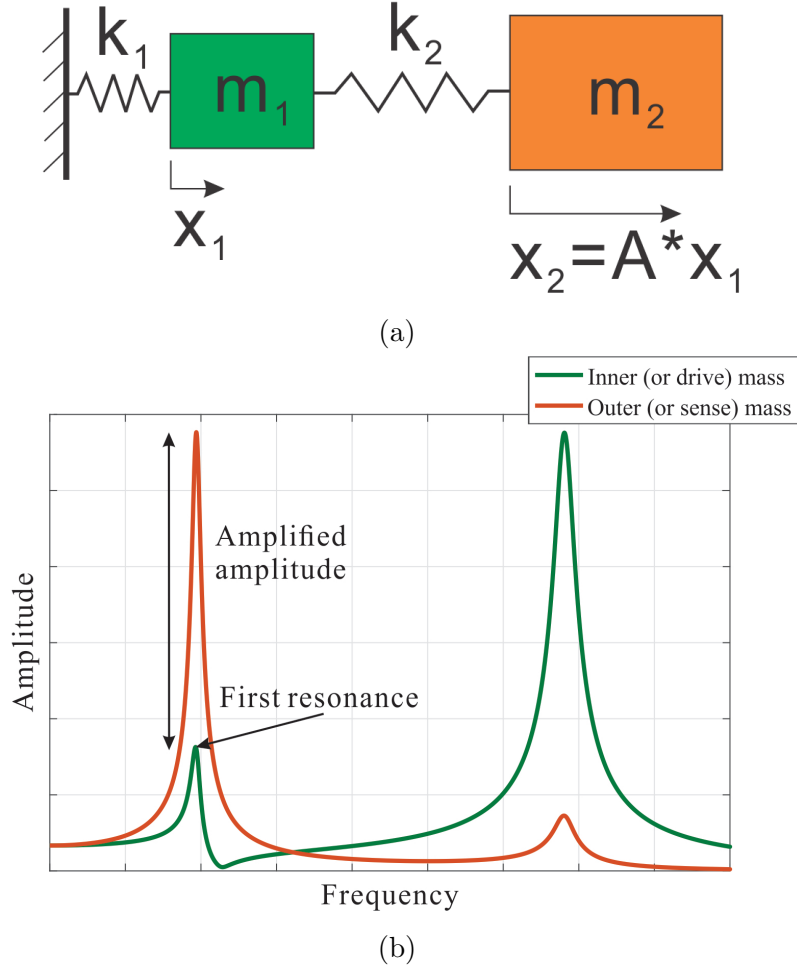 k₁
k₂
m₁
m₂
x₁
x₂=A*x₁
(a)
Inner (or drive) mass
Outer (or sense) mass
Amplified
amplitude
First resonance
Amplitude
Frequency
(b)